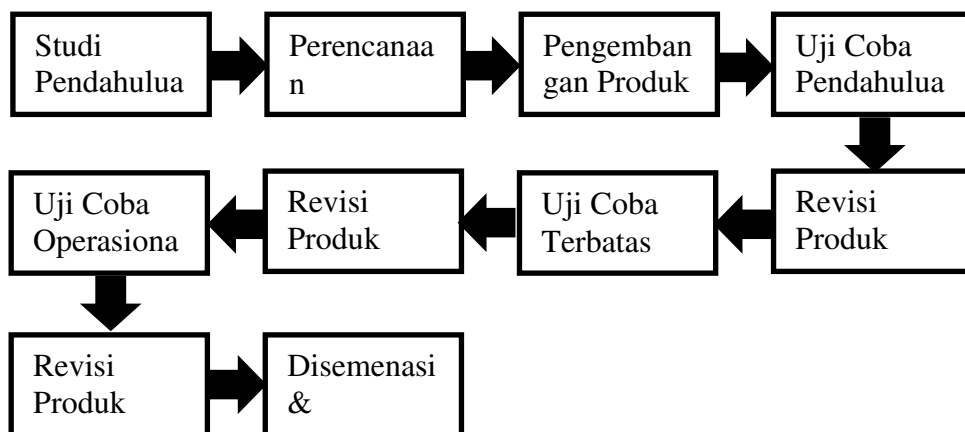 Studi
Pendahulua
Perencanaa
n
Pengemban
gan Produk
Uji Coba
Pendahulua
Revisi
Produk
Uji Coba
Terbatas
Revisi
Produk
Uji Coba
Operasiona
Revisi
Produk
Disemenasi
&